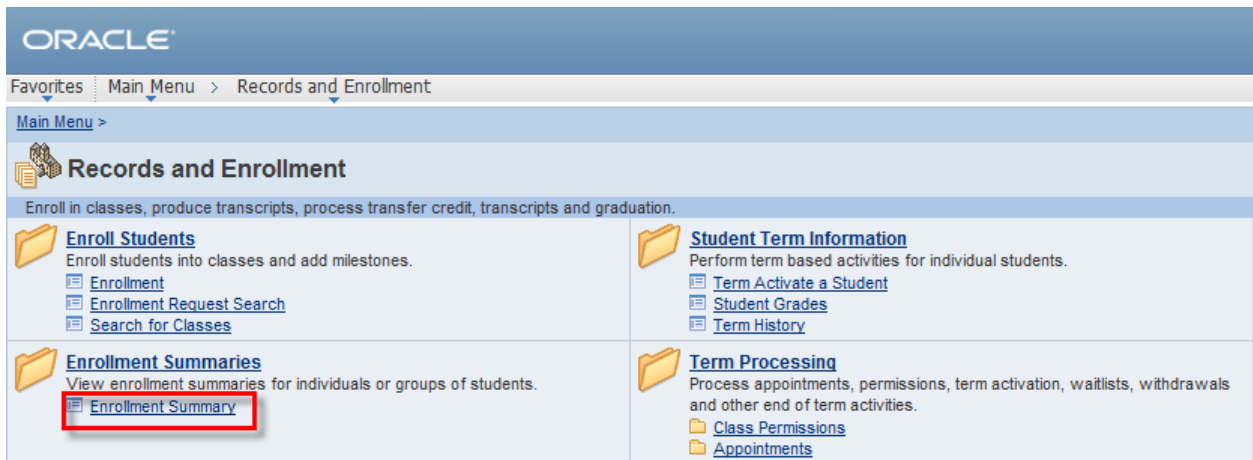 ORACLE
Favorites Main Menu > Records and Enrollment
Main Menu >
Records and Enrollment
Enroll in classes, produce transcripts, process transfer credit, transcripts and graduation.
Enroll Students
Enroll students into classes and add milestones.
Enrollment
Enrollment Request Search
Search for Classes
Student Term Information
Perform term based activities for individual students.
Term Activate a Student
Student Grades
Term History
Enrollment Summaries
View enrollment summaries for individuals or groups of students.
Enrollment Summary
Term Processing
Process appointments, permissions, term activation, waitlists, withdrawals
and other end of term activities.
Class Permissions
Appointments